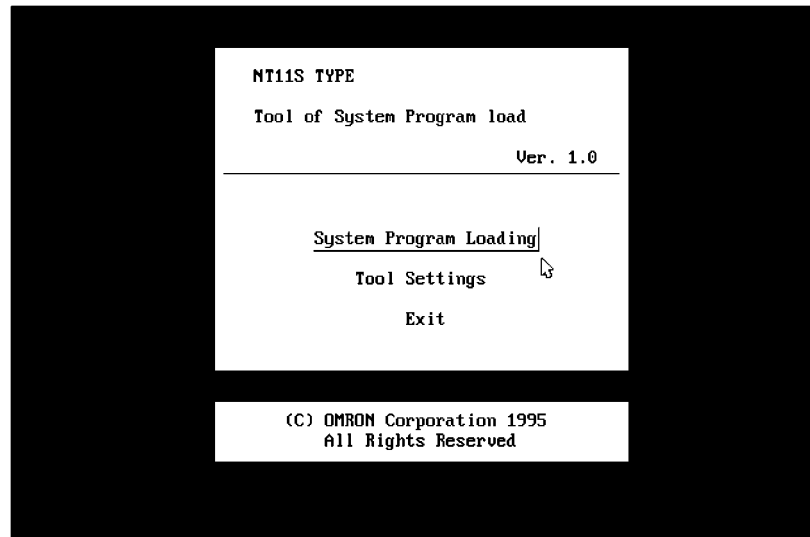 NT11S TYPE
Tool of System Program load
Ver. 1.0
System Program Loading
Tool Settings
Exit
(C) OMRON Corporation 1995
All Rights Reserved